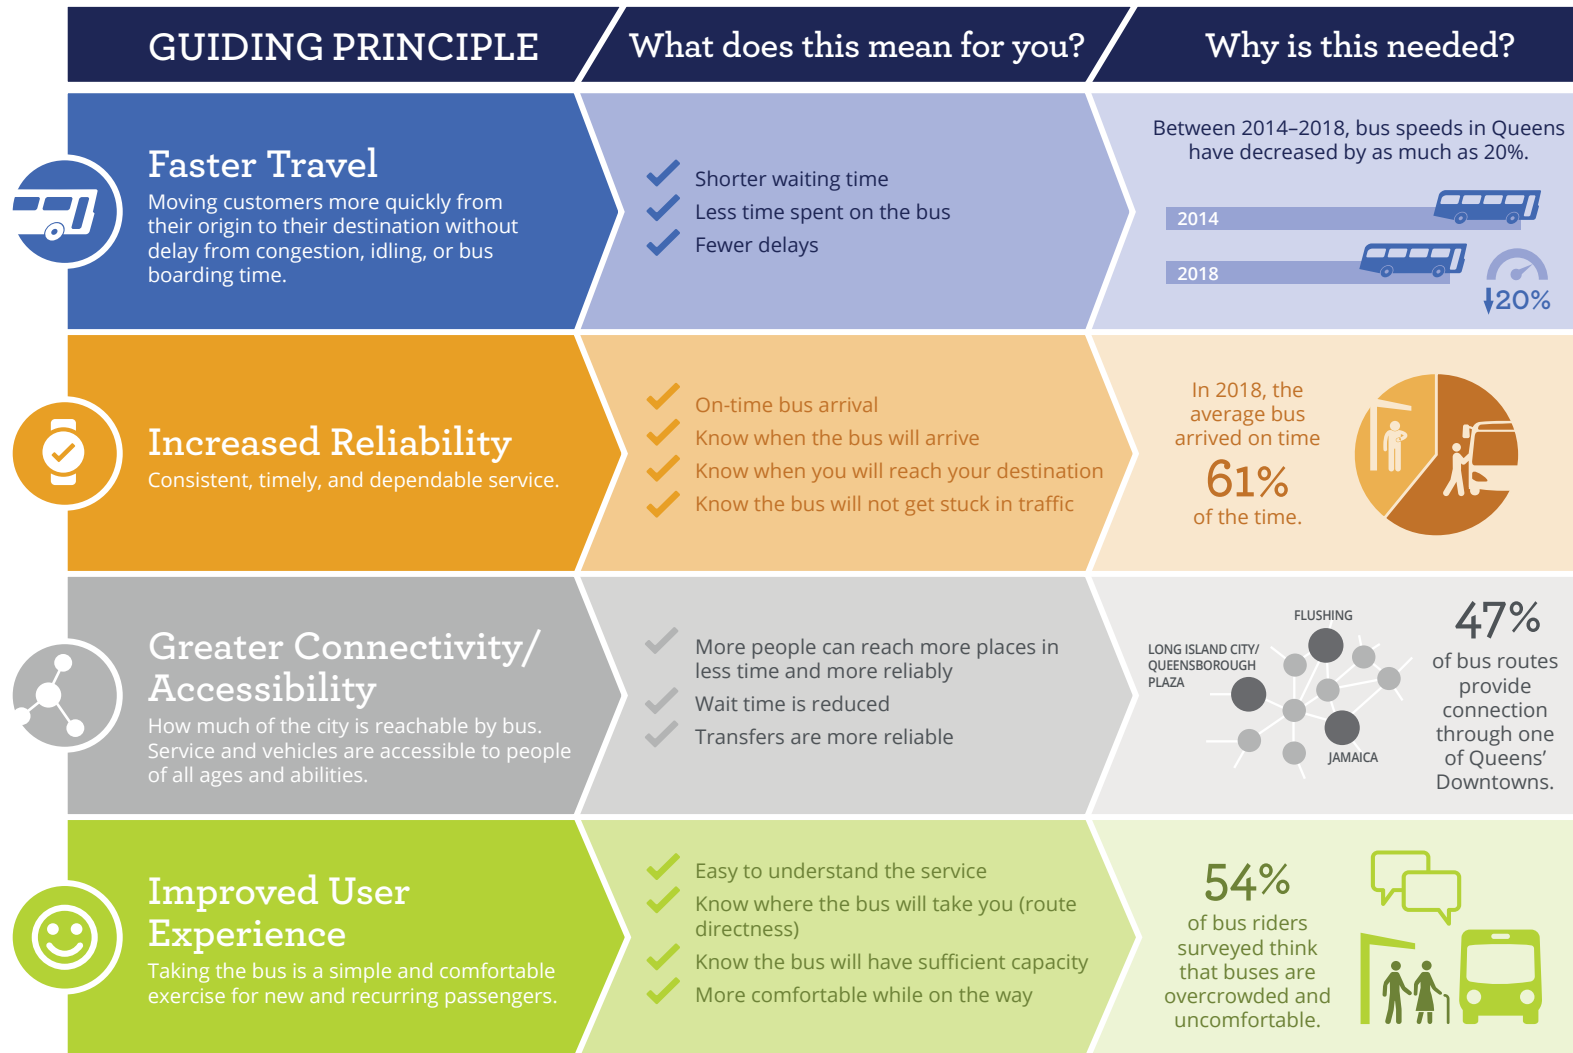 GUIDING PRINCIPLE
What does this mean for you?
Why is this needed?
Faster Travel
Moving customers more quickly from
their origin to their destination without
delay from congestion, idling, or bus
boarding time.
Shorter waiting time
Less time spent on the bus
Fewer delays
Between 2014–2018, bus speeds in Queens
have decreased by as much as 20%.
2014
2018
20%
Increased Reliability
Consistent, timely, and dependable service.
On-time bus arrival
Know when the bus will arrive
Know when you will reach your destination
Know the bus will not get stuck in traffic
In 2018, the
average bus
arrived on time
61%
of the time.
Greater Connectivity/
Accessibility
How much of the city is reachable by bus.
Service and vehicles are accessible to people
of all ages and abilities.
More people can reach more places in
less time and more reliably
Wait time is reduced
Transfers are more reliable
FLUSHING
LONG ISLAND CITY/
QUEENSBOROUGH
PLAZA
JAMAICA
47%
of bus routes
provide
connection
through one
of Queens’
Downtowns.
Improved User
Experience
Taking the bus is a simple and comfortable
exercise for new and recurring passengers.
Easy to understand the service
Know where the bus will take you (route
directness)
Know the bus will have sufficient capacity
More comfortable while on the way
54%
of bus riders
surveyed think
that buses are
overcrowded and
uncomfortable.